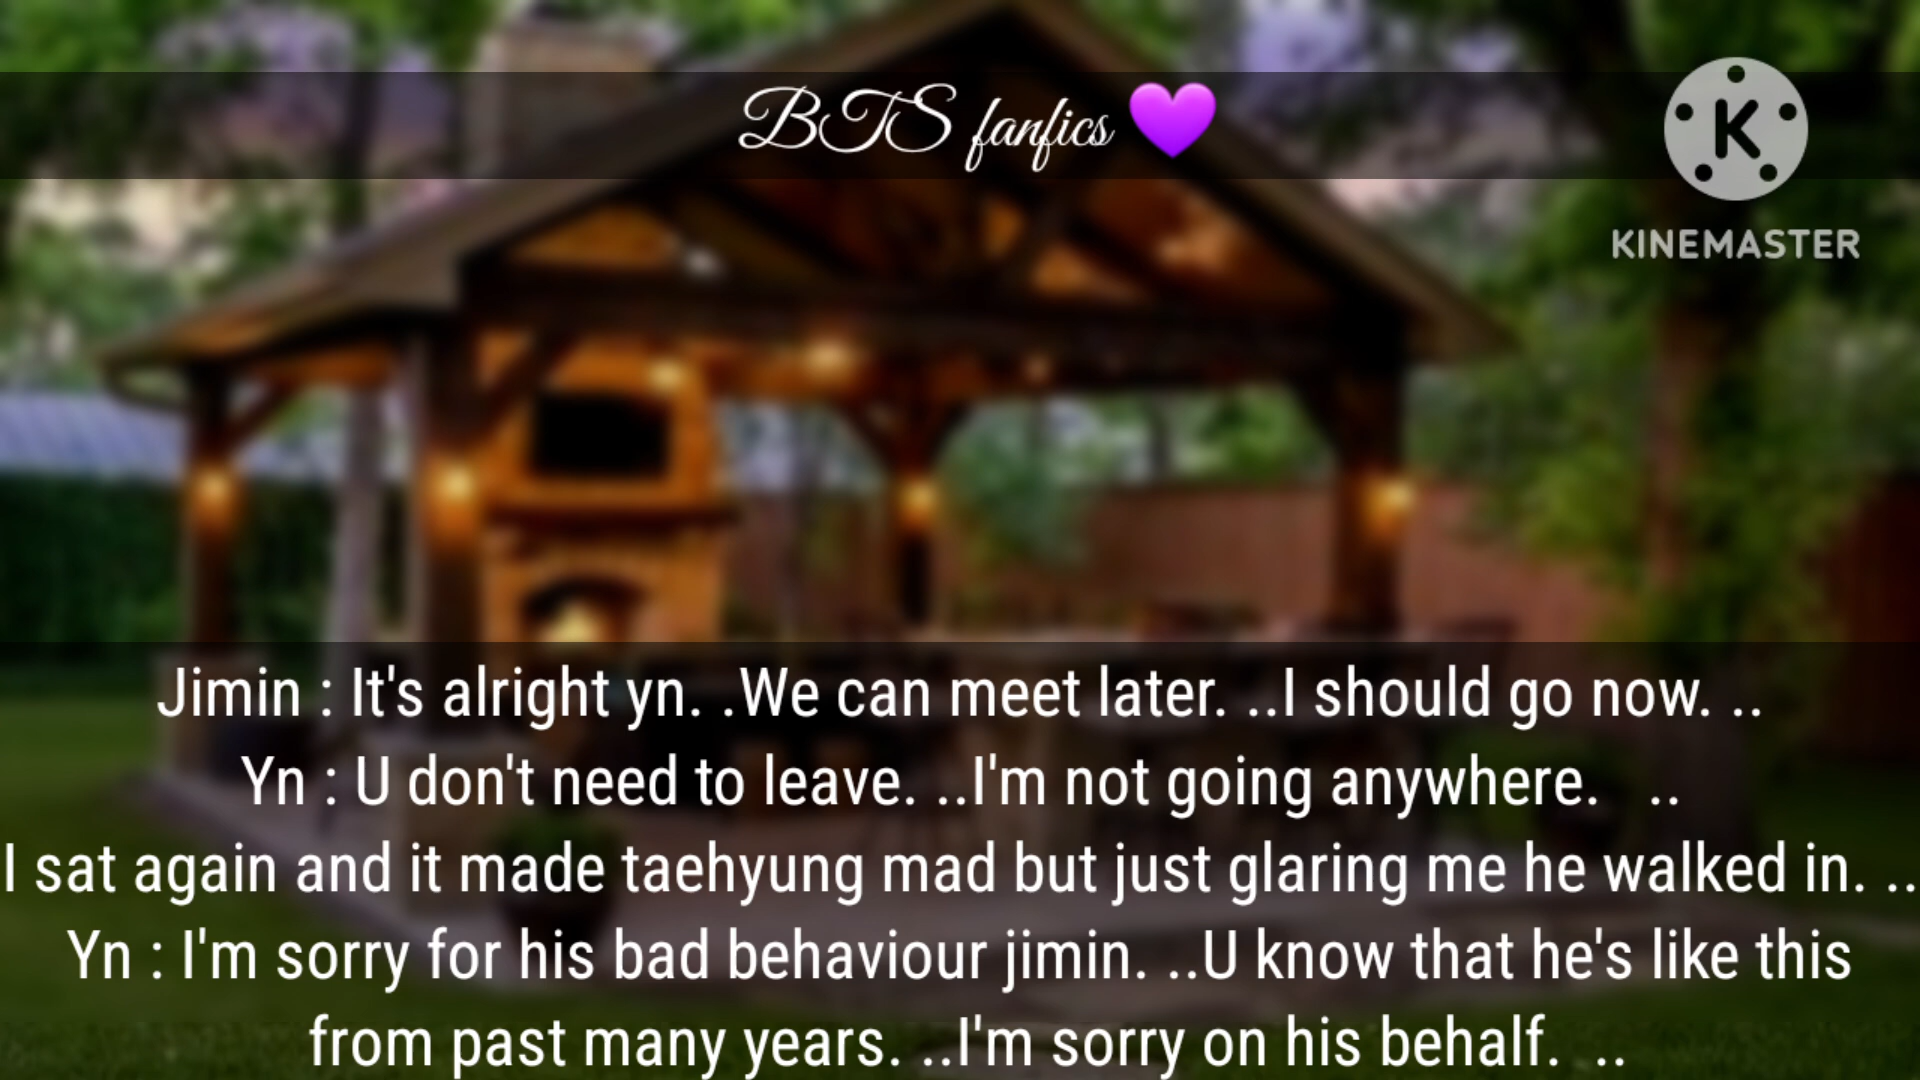 BTS fanfics 💜
K
KINEMASTER
Jimin : It's alright yn. .We can meet later. ..I should go now. ..
Yn : U don't need to leave. ..I'm not going anywhere.   ..
I sat again and it made taehyung mad but just glaring me he walked in. ..
Yn : I'm sorry for his bad behaviour jimin. ..U know that he's like this
from past many years. ..I'm sorry on his behalf.  ..